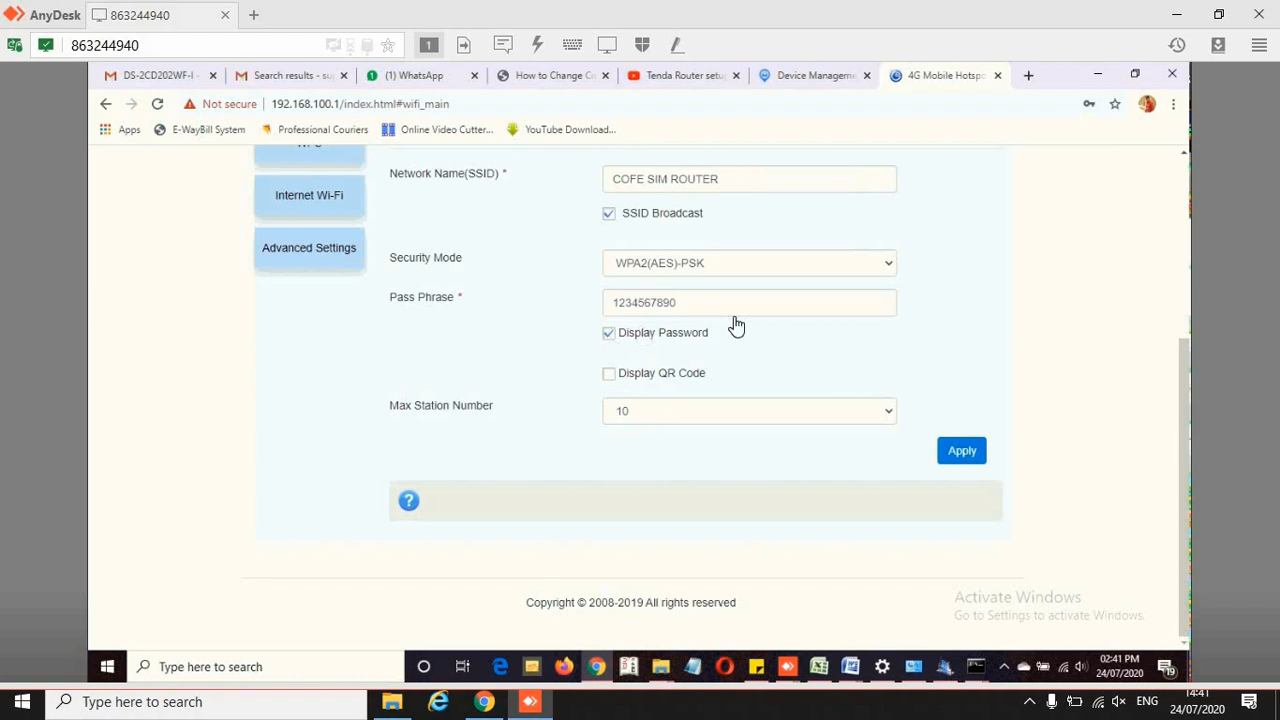 AnyDesk
863244940
863244940
1
DS-2CD202WF-I -
Search results - su
(1) WhatsApp
How to Change Co
Tenda Router setu
Device Manageme
4G Mobile Hotspo
Not secure
192.168.100.1/index.html#wifi_main
Apps
E-WayBill System
Professional Couriers
Online Video Cutter...
YouTube Download...
Internet Wi-Fi
Advanced Settings
Network Name(SSID) *
COFE SIM ROUTER
SSID Broadcast
Security Mode
WPA2(AES)-PSK
Pass Phrase *
1234567890
Display Password
Display QR Code
Max Station Number
10
Apply
?
Copyright © 2008-2019 All rights reserved
Activate Windows
Go to Settings to activate Windows.
Type here to search
02:41 PM
24/07/2020
19
Type here to search
ENG
14:41
24/07/2020